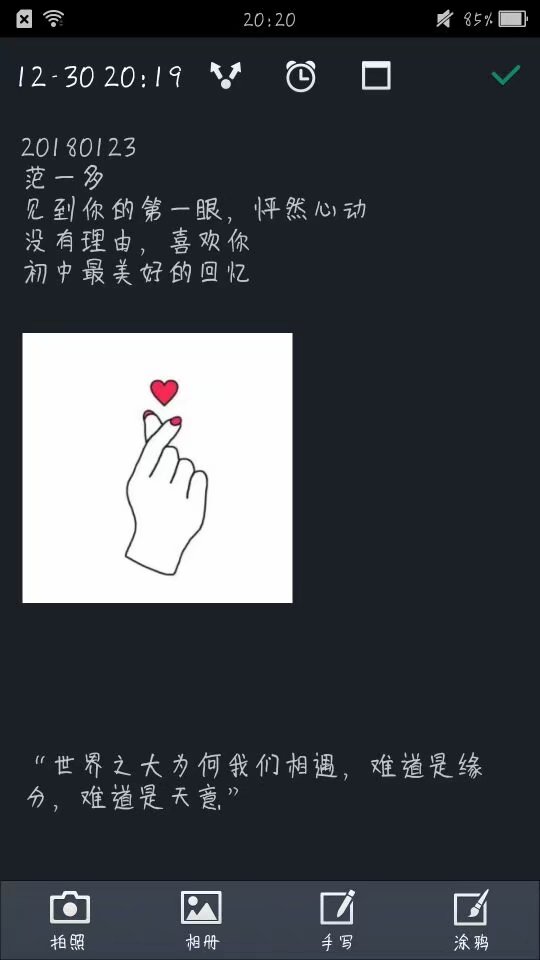 20:20
85%
12-30 20:19
20180123
范一多
见到你的第一眼，怦然心动
没有理由，喜欢你
初中最美好的回忆
“世界之大为何我们相遇，难道是缘
分，难道是天意”
拍照
相册
手写
涂鸦